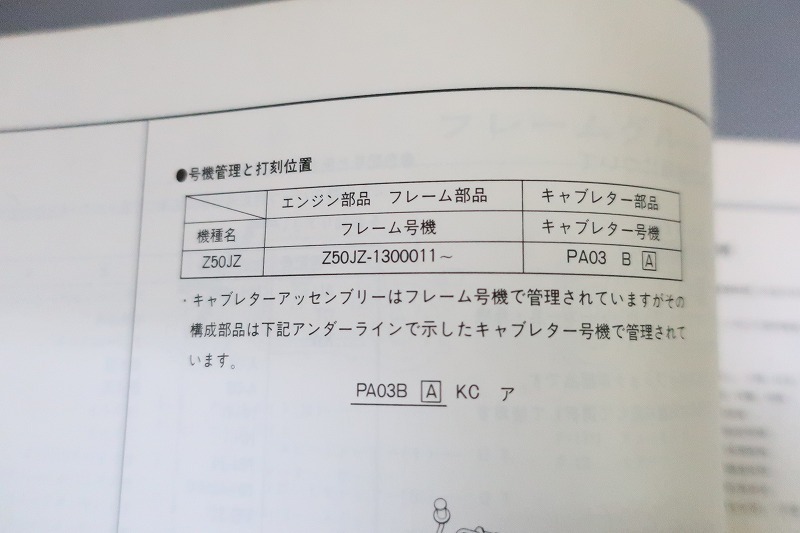 ●号機管理と打刻位置
エンジン部品 フレーム部品 キャブレター部品
機種名 フレーム号機 キャブレター号機
Z50JZ Z50JZ-1300011～ PA03 B A
・キャブレターアッセンブリーはフレーム号機で管理されていますがその
構成部品は下記アンダーラインで示したキャブレター号機で管理されて
います。
PA03B A KC ア